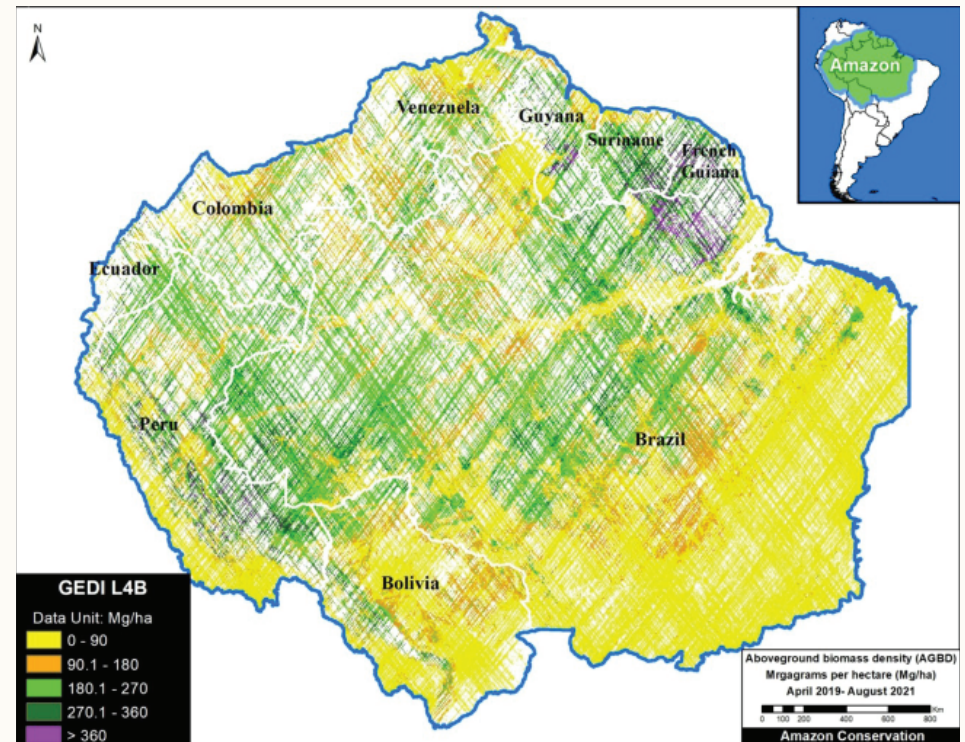 N
Amazon
Venezuela
Guyana
Suriname
French
Guiana
Colombia
Ecuador
Peru
Brazil
Bolivia
GEDI L4B
Data Unit: Mg/ha
0 - 90
90.1 - 180
180.1 - 270
270.1 - 360
> 360
Aboveground biomass density (AGBD)
Mrgagrams per hectare (Mg/ha)
April 2019- August 2021
Km
0 100 200 400 600 800
Amazon Conservation